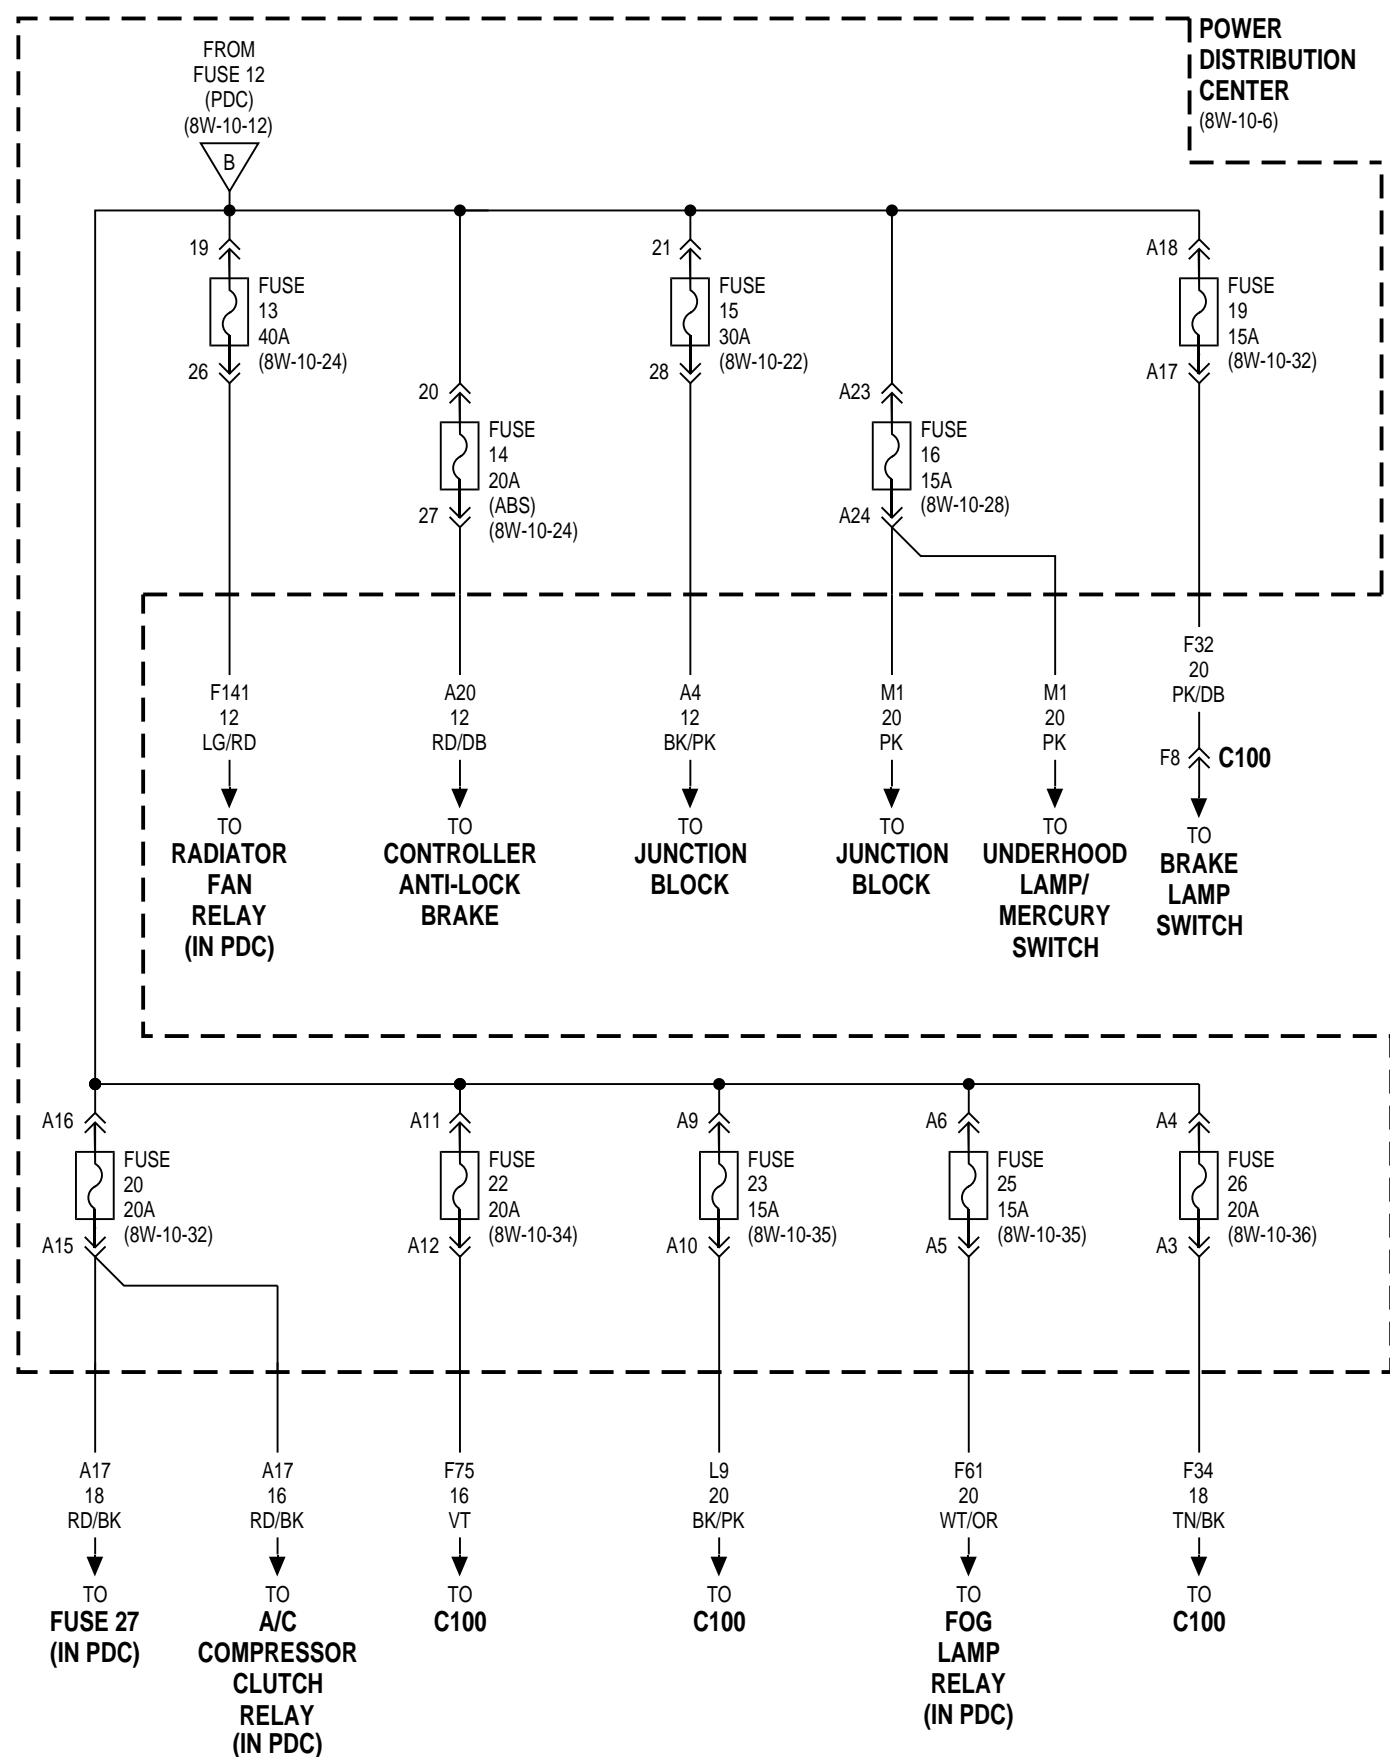 POWER
DISTRIBUTION
CENTER
(8W-10-6)
FROM
FUSE 12
(PDC)
(8W-10-12)
B
19
FUSE
13
40A
(8W-10-24)
26
20
FUSE
14
20A
(ABS)
(8W-10-24)
27
21
FUSE
15
30A
(8W-10-22)
28
A23
FUSE
16
15A
(8W-10-28)
A24
A18
FUSE
19
15A
(8W-10-32)
A17
F141
12
LG/RD
TO
RADIATOR
FAN
RELAY
(IN PDC)
A20
12
RD/DB
TO
CONTROLLER
ANTI-LOCK
BRAKE
A4
12
BK/PK
TO
JUNCTION
BLOCK
M1
20
PK
TO
JUNCTION
BLOCK
M1
20
PK
TO
UNDERHOOD
LAMP/
MERCURY
SWITCH
F32
20
PK/DB
F8 C100
TO
BRAKE
LAMP
SWITCH
A16
FUSE
20
20A
(8W-10-32)
A15
A11
FUSE
22
20A
(8W-10-34)
A12
A9
FUSE
23
15A
(8W-10-35)
A10
A6
FUSE
25
15A
(8W-10-35)
A5
A4
FUSE
26
20A
(8W-10-36)
A3
A17
18
RD/BK
TO
FUSE 27
(IN PDC)
A17
16
RD/BK
TO
A/C
COMPRESSOR
CLUTCH
RELAY
(IN PDC)
F75
16
VT
TO
C100
L9
20
BK/PK
TO
C100
F61
20
WT/OR
TO
FOG
LAMP
RELAY
(IN PDC)
F34
18
TN/BK
TO
C100